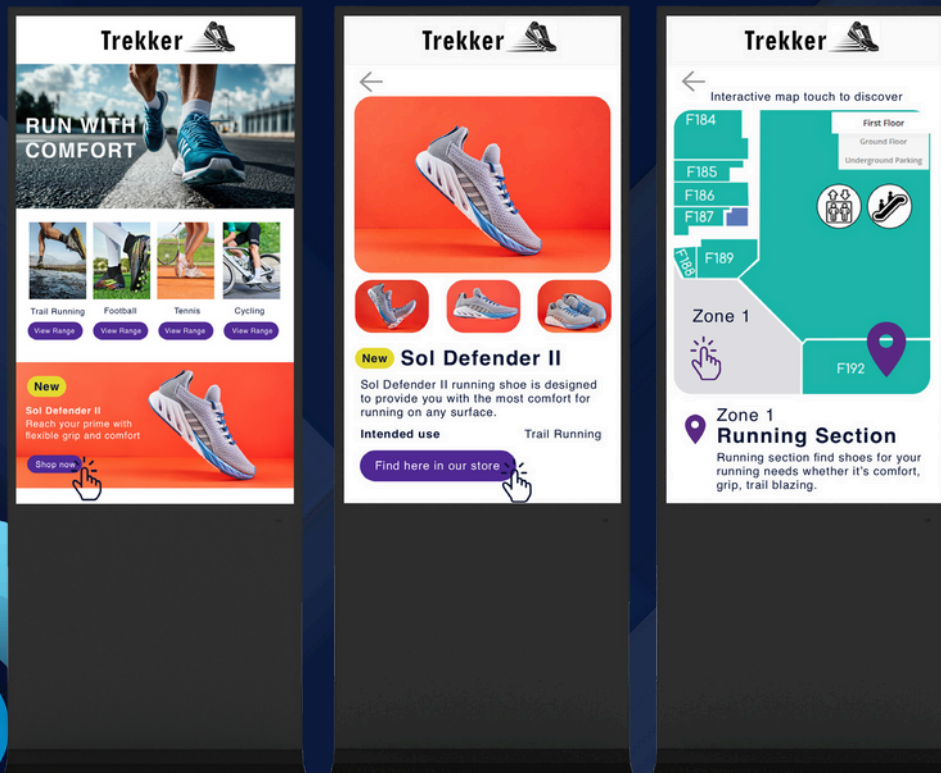 Trekker
RUN WITH
COMFORT
Trail Running
View Range
Football
View Range
Tennis
View Range
Cycling
View Range
New
Sol Defender II
Reach your prime with
flexible grip and comfort
Shop now
Trekker
New Sol Defender II
Sol Defender II running shoe is designed
to provide you with the most comfort for
running on any surface.
Intended use Trail Running
Find here in our store
Trekker
Interactive map touch to discover
First Floor
Ground Floor
Underground Parking
F184
F185
F186
F187
F188
F189
Zone 1
F192
Zone 1
Running Section
Running section find shoes for your
running needs whether it's comfort,
grip, trail blazing.